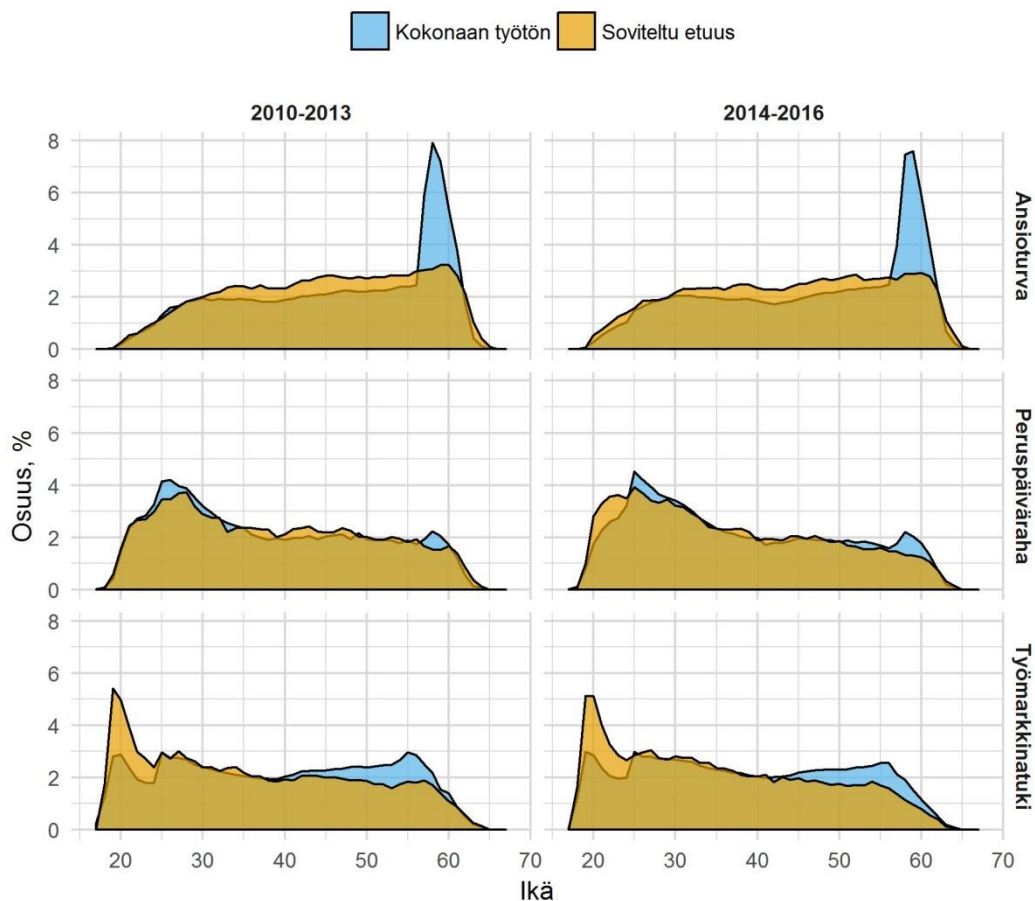 Kokonaan työtön Soviteltu etuus
2010-2013 2014-2016
8
6
4
2
0
Ansioturva
8
6
4
2
0
Peruspäiväraha
8
6
4
2
0
Työmarkkinatuki
Osuus, %
20 30 40 50 60 70 20 30 40 50 60 70
Ikä